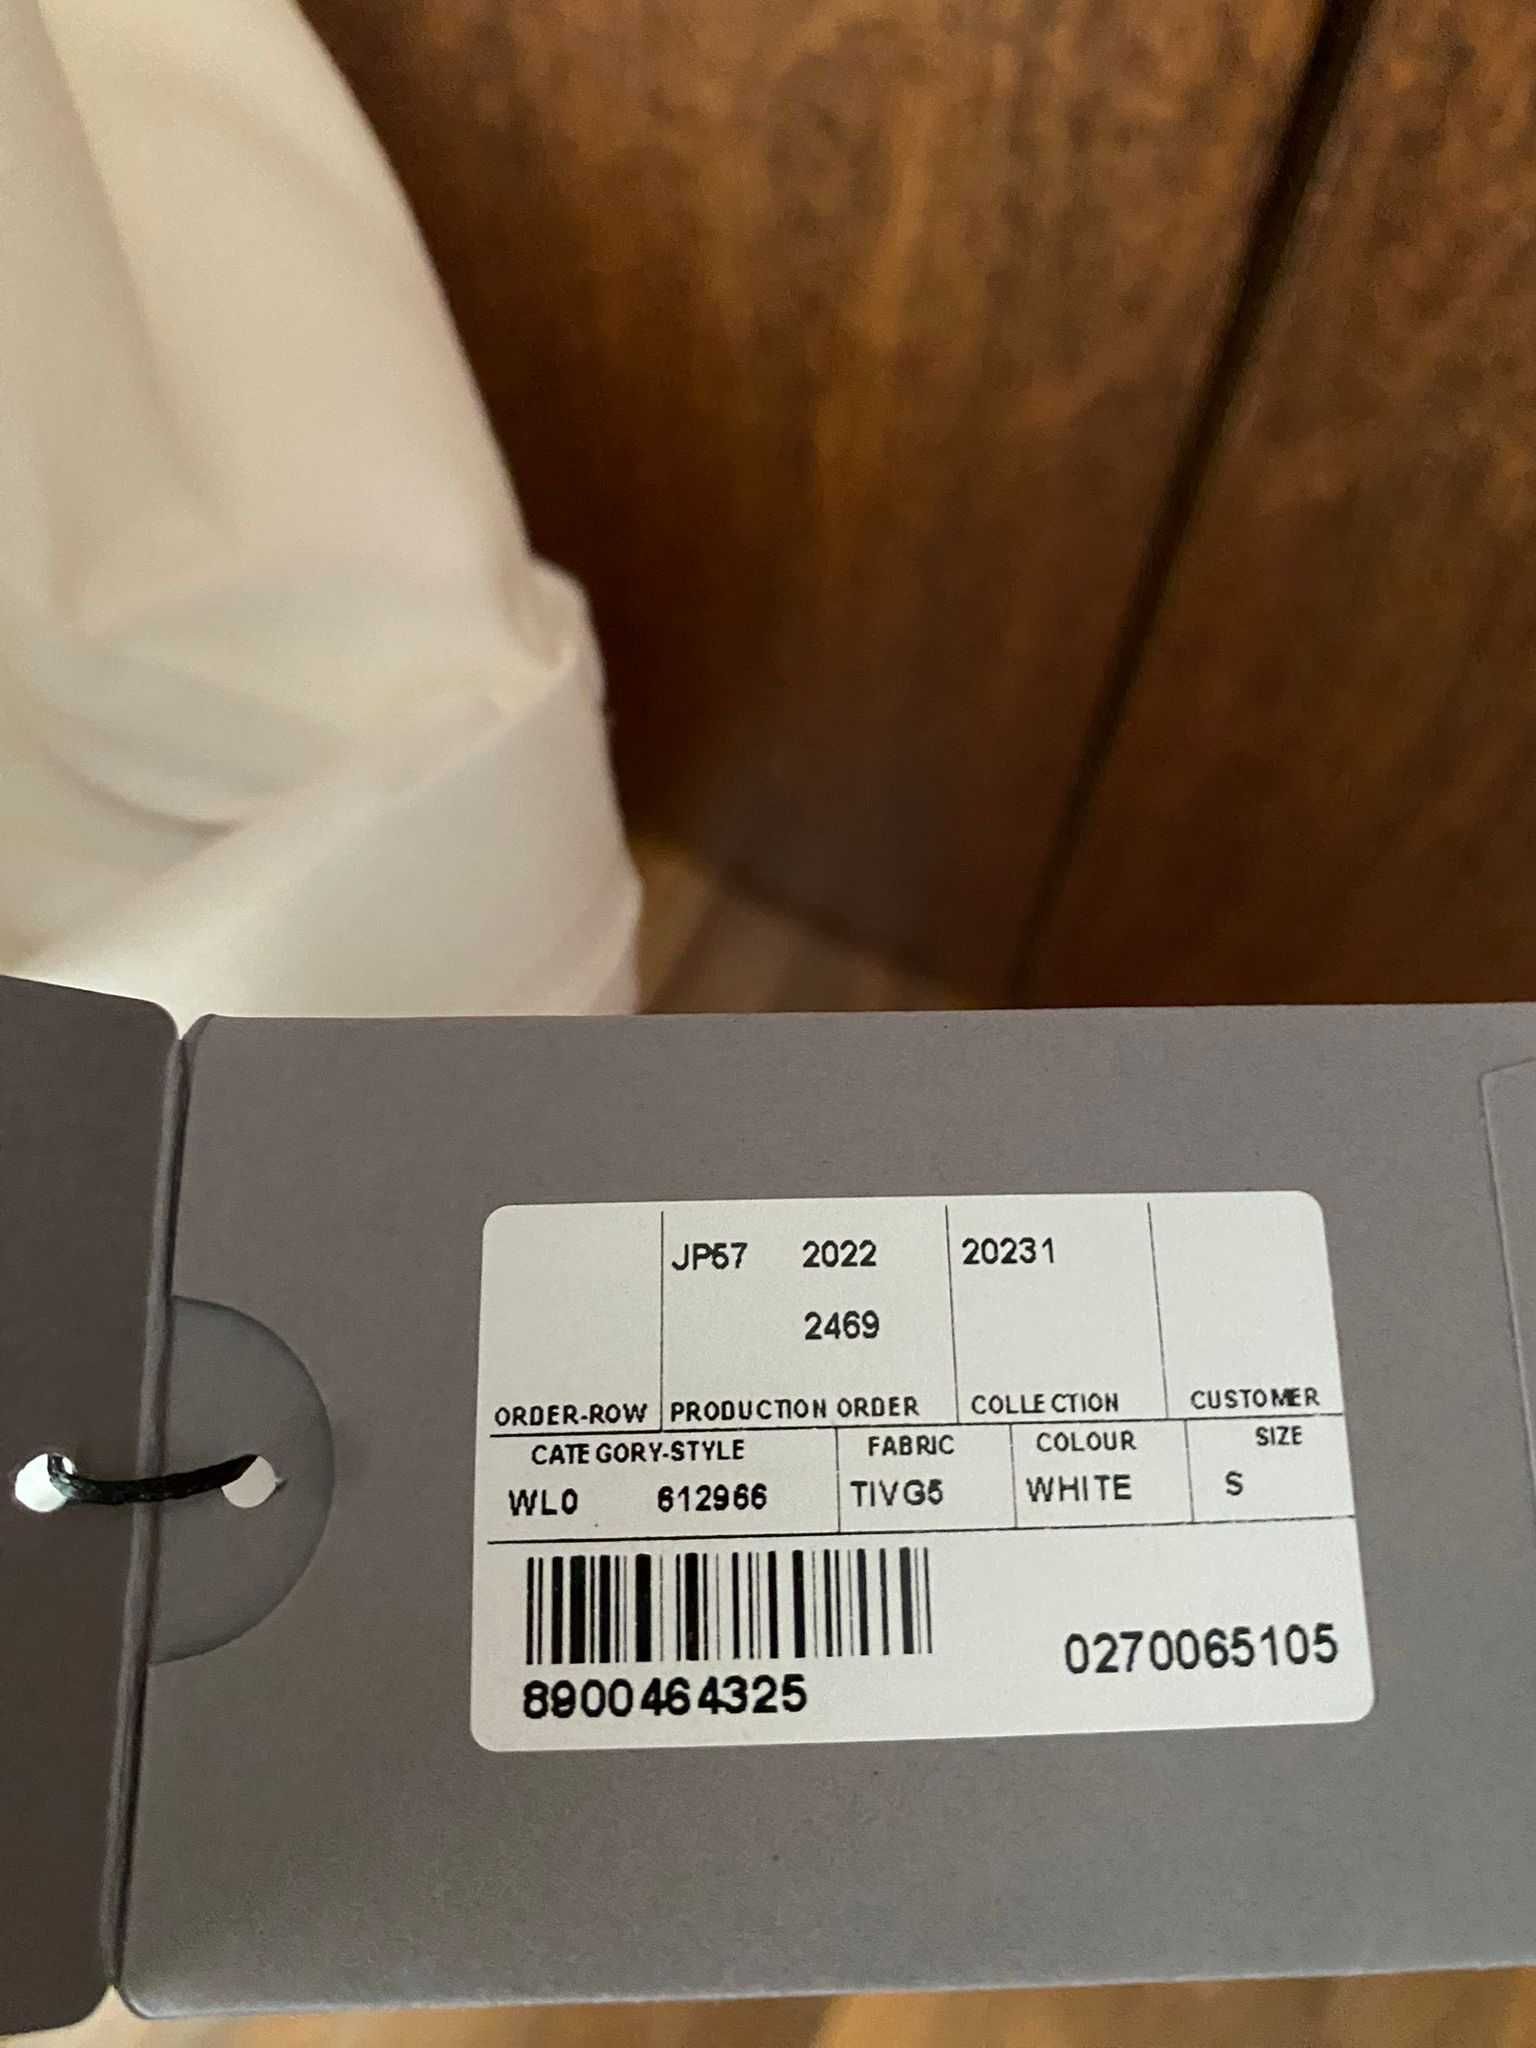 JP57 2022 20231
2469
ORDER-ROW PRODUCTION ORDER COLLECTION CUSTOMER
CATEGORY-STYLE FABRIC COLOUR SIZE
WL0 612966 TIVG5 WHITE S
8900464325 0270065105